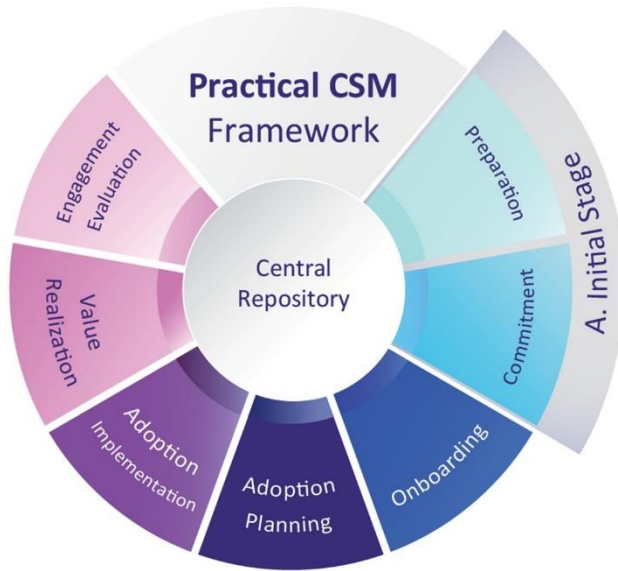 Practical CSM
Framework
Preparation
A. Initial Stage
Commitment
Onboarding
Adoption
Planning
Adoption
Implementation
Value
Realization
Engagement
Evaluation
Central
Repository